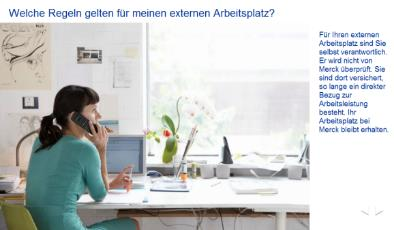 Welche Regeln gelten für meinen externen Arbeitsplatz?
Für Ihren externen
Arbeitsplatz sind Sie
selbst verantwortlich.
Er wird nicht von
Merck überprüft. Sie
sind dort versichert,
so lange ein direkter
Bezug zur
Arbeitsleistung
besteht. Ihr
Arbeitsplatz bei
Merck bleibt erhalten.